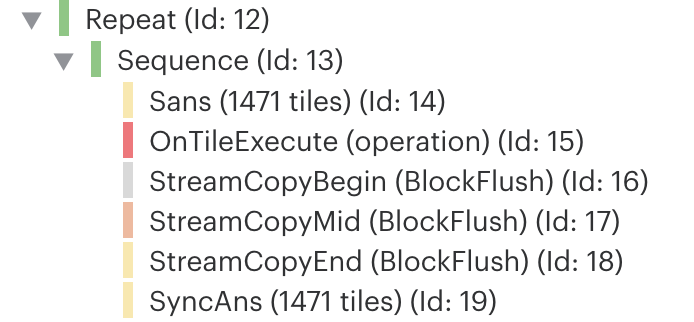 Repeat (Id: 12)
Sequence (Id: 13)
Sans (1471 tiles) (Id: 14)
OnTileExecute (operation) (Id: 15)
StreamCopyBegin (BlockFlush) (Id: 16)
StreamCopyMid (BlockFlush) (Id: 17)
StreamCopyEnd (BlockFlush) (Id: 18)
SyncAns (1471 tiles) (Id: 19)